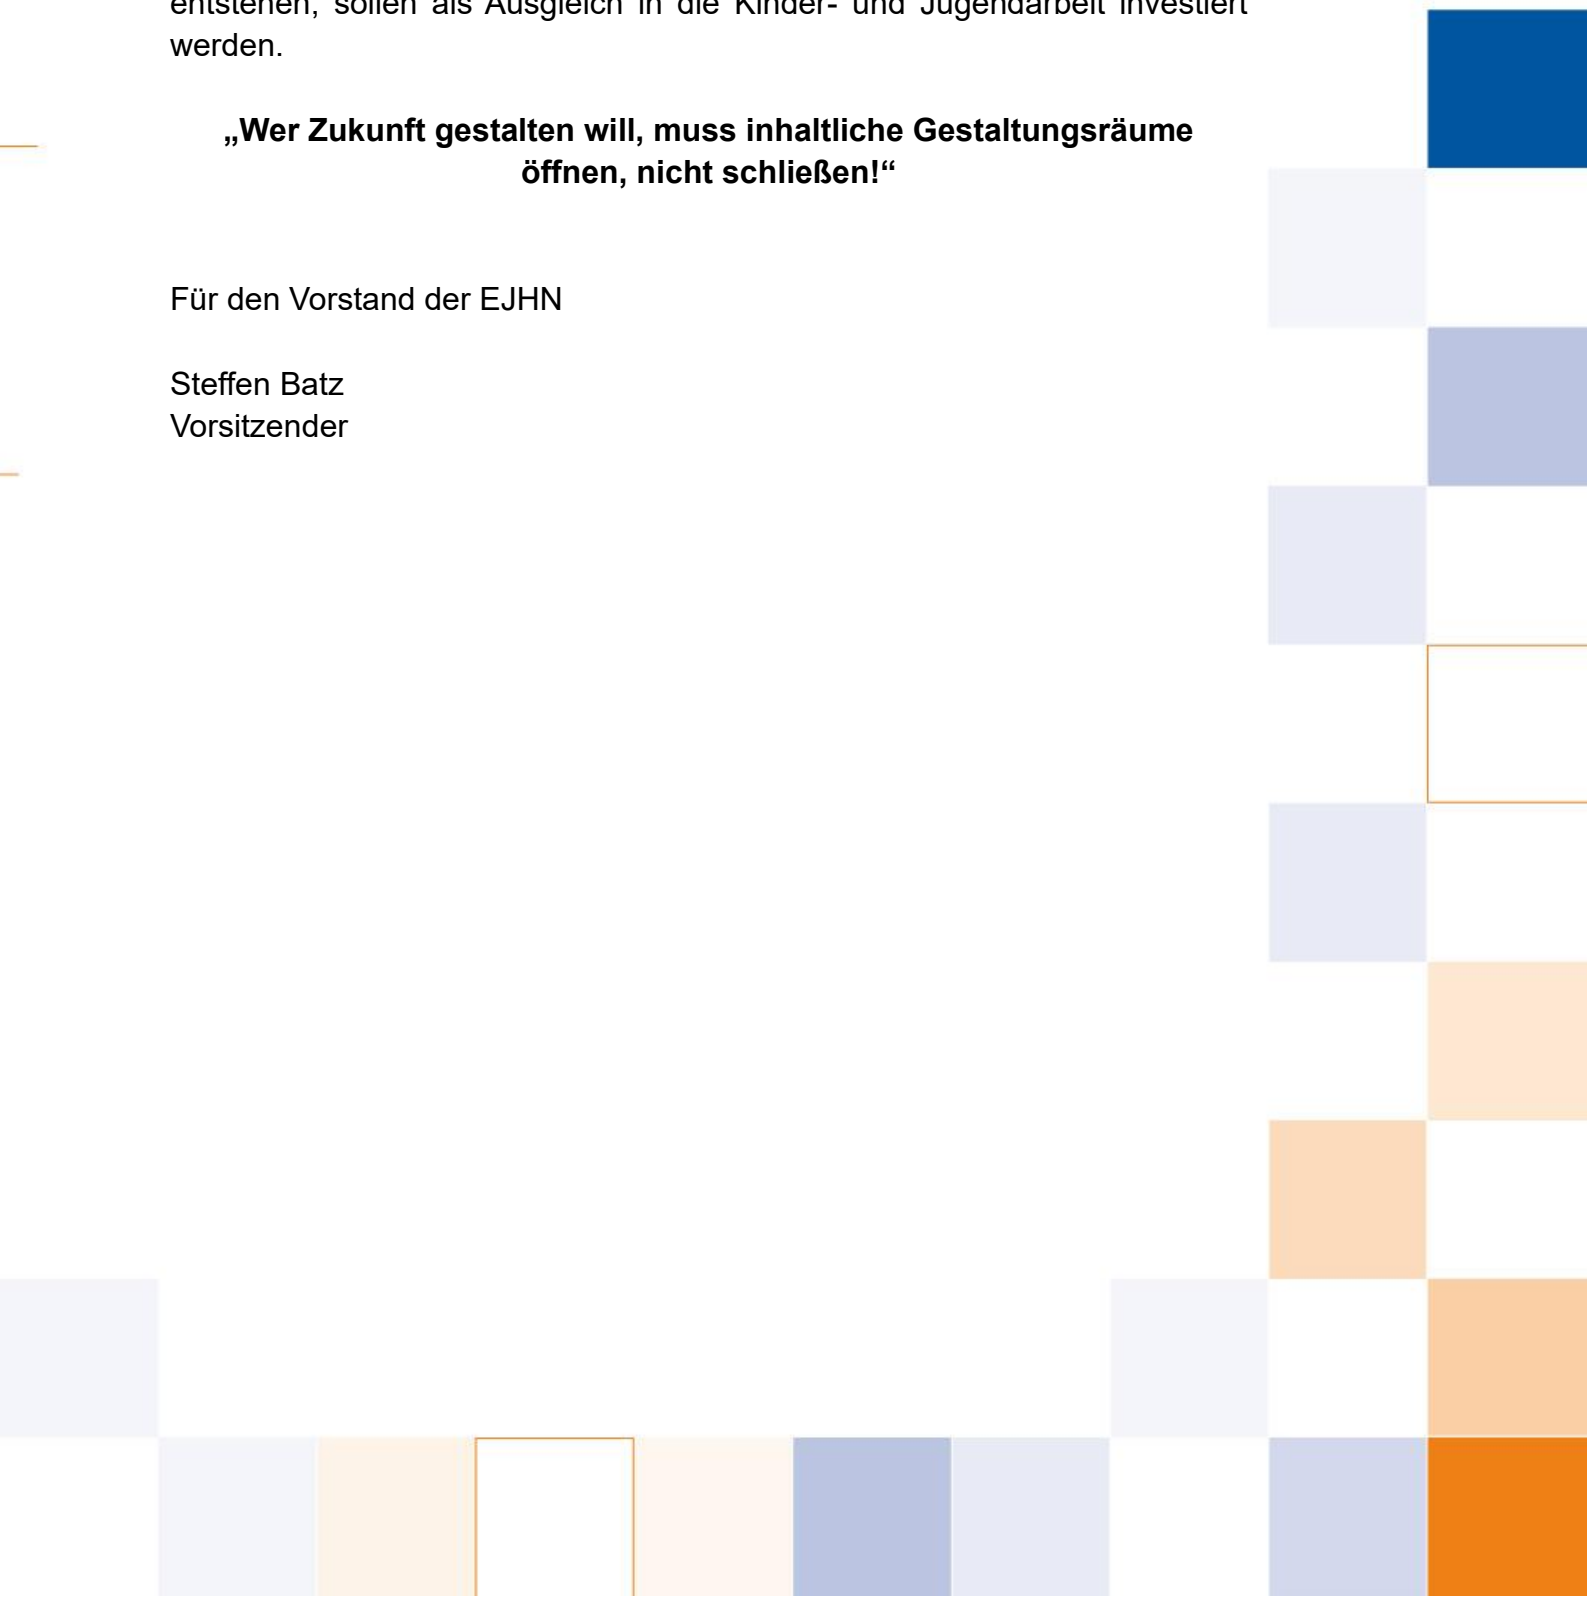 entstehen, sollen als Ausgleich in die Kinder- und Jugendarbeit investiert
werden.
„Wer Zukunft gestalten will, muss inhaltliche Gestaltungsräume
öffnen, nicht schließen!“
Für den Vorstand der EJHN
Steffen Batz
Vorsitzender